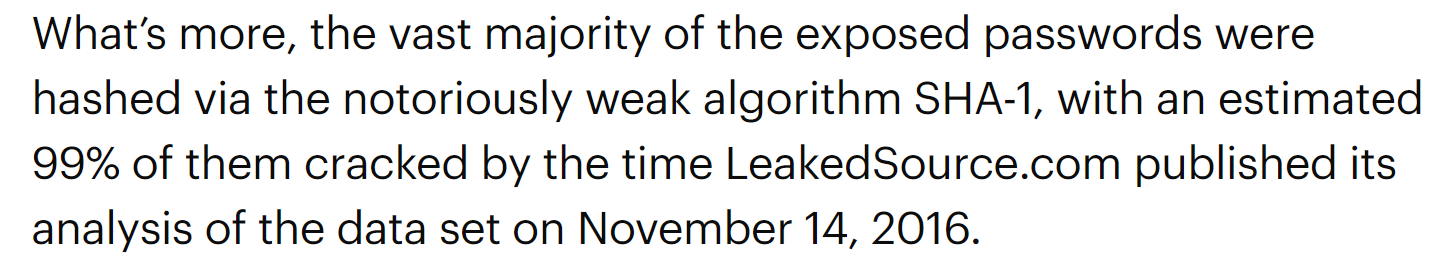 What’s more, the vast majority of the exposed passwords were
hashed via the notoriously weak algorithm SHA-1, with an estimated
99% of them cracked by the time LeakedSource.com published its
analysis of the data set on November 14, 2016.